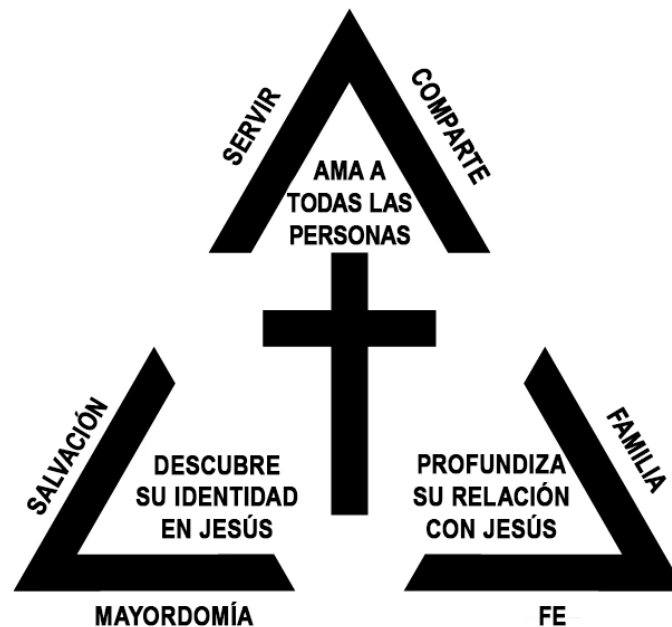 SERVIR
COMPARTE
AMA A
TODAS LAS
PERSONAS
SALVACIÓN
DESCUBRE
SU IDENTIDAD
EN JESÚS
PROFUNDIZA
SU RELACIÓN
CON JESÚS
FAMILIA
MAYORDOMÍA
FE